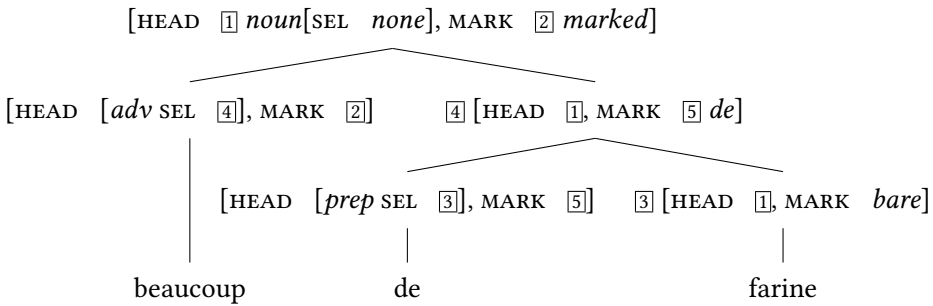 [HEAD 1 noun[SEL none], MARK 2 marked]
[HEAD [adv SEL 4], MARK 2] 4 [HEAD 1, MARK 5 de]
[HEAD [prep SEL 3], MARK 5] 3 [HEAD 1, MARK bare]
beaucoup de farine